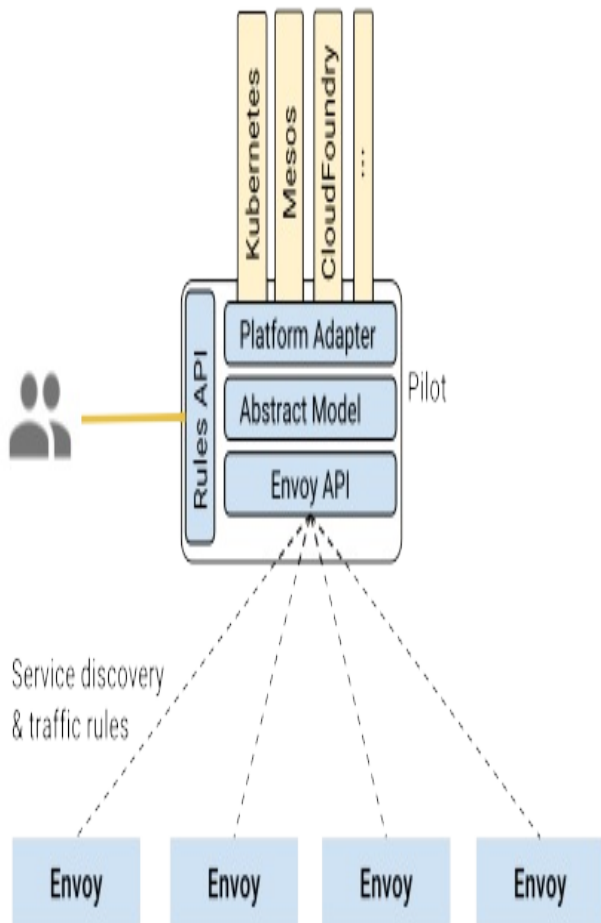 Kubernetes
Mesos
CloudFoundry
...
Rules API
Platform Adapter
Abstract Model
Envoy API
Pilot
Service discovery
& traffic rules
Envoy
Envoy
Envoy
Envoy